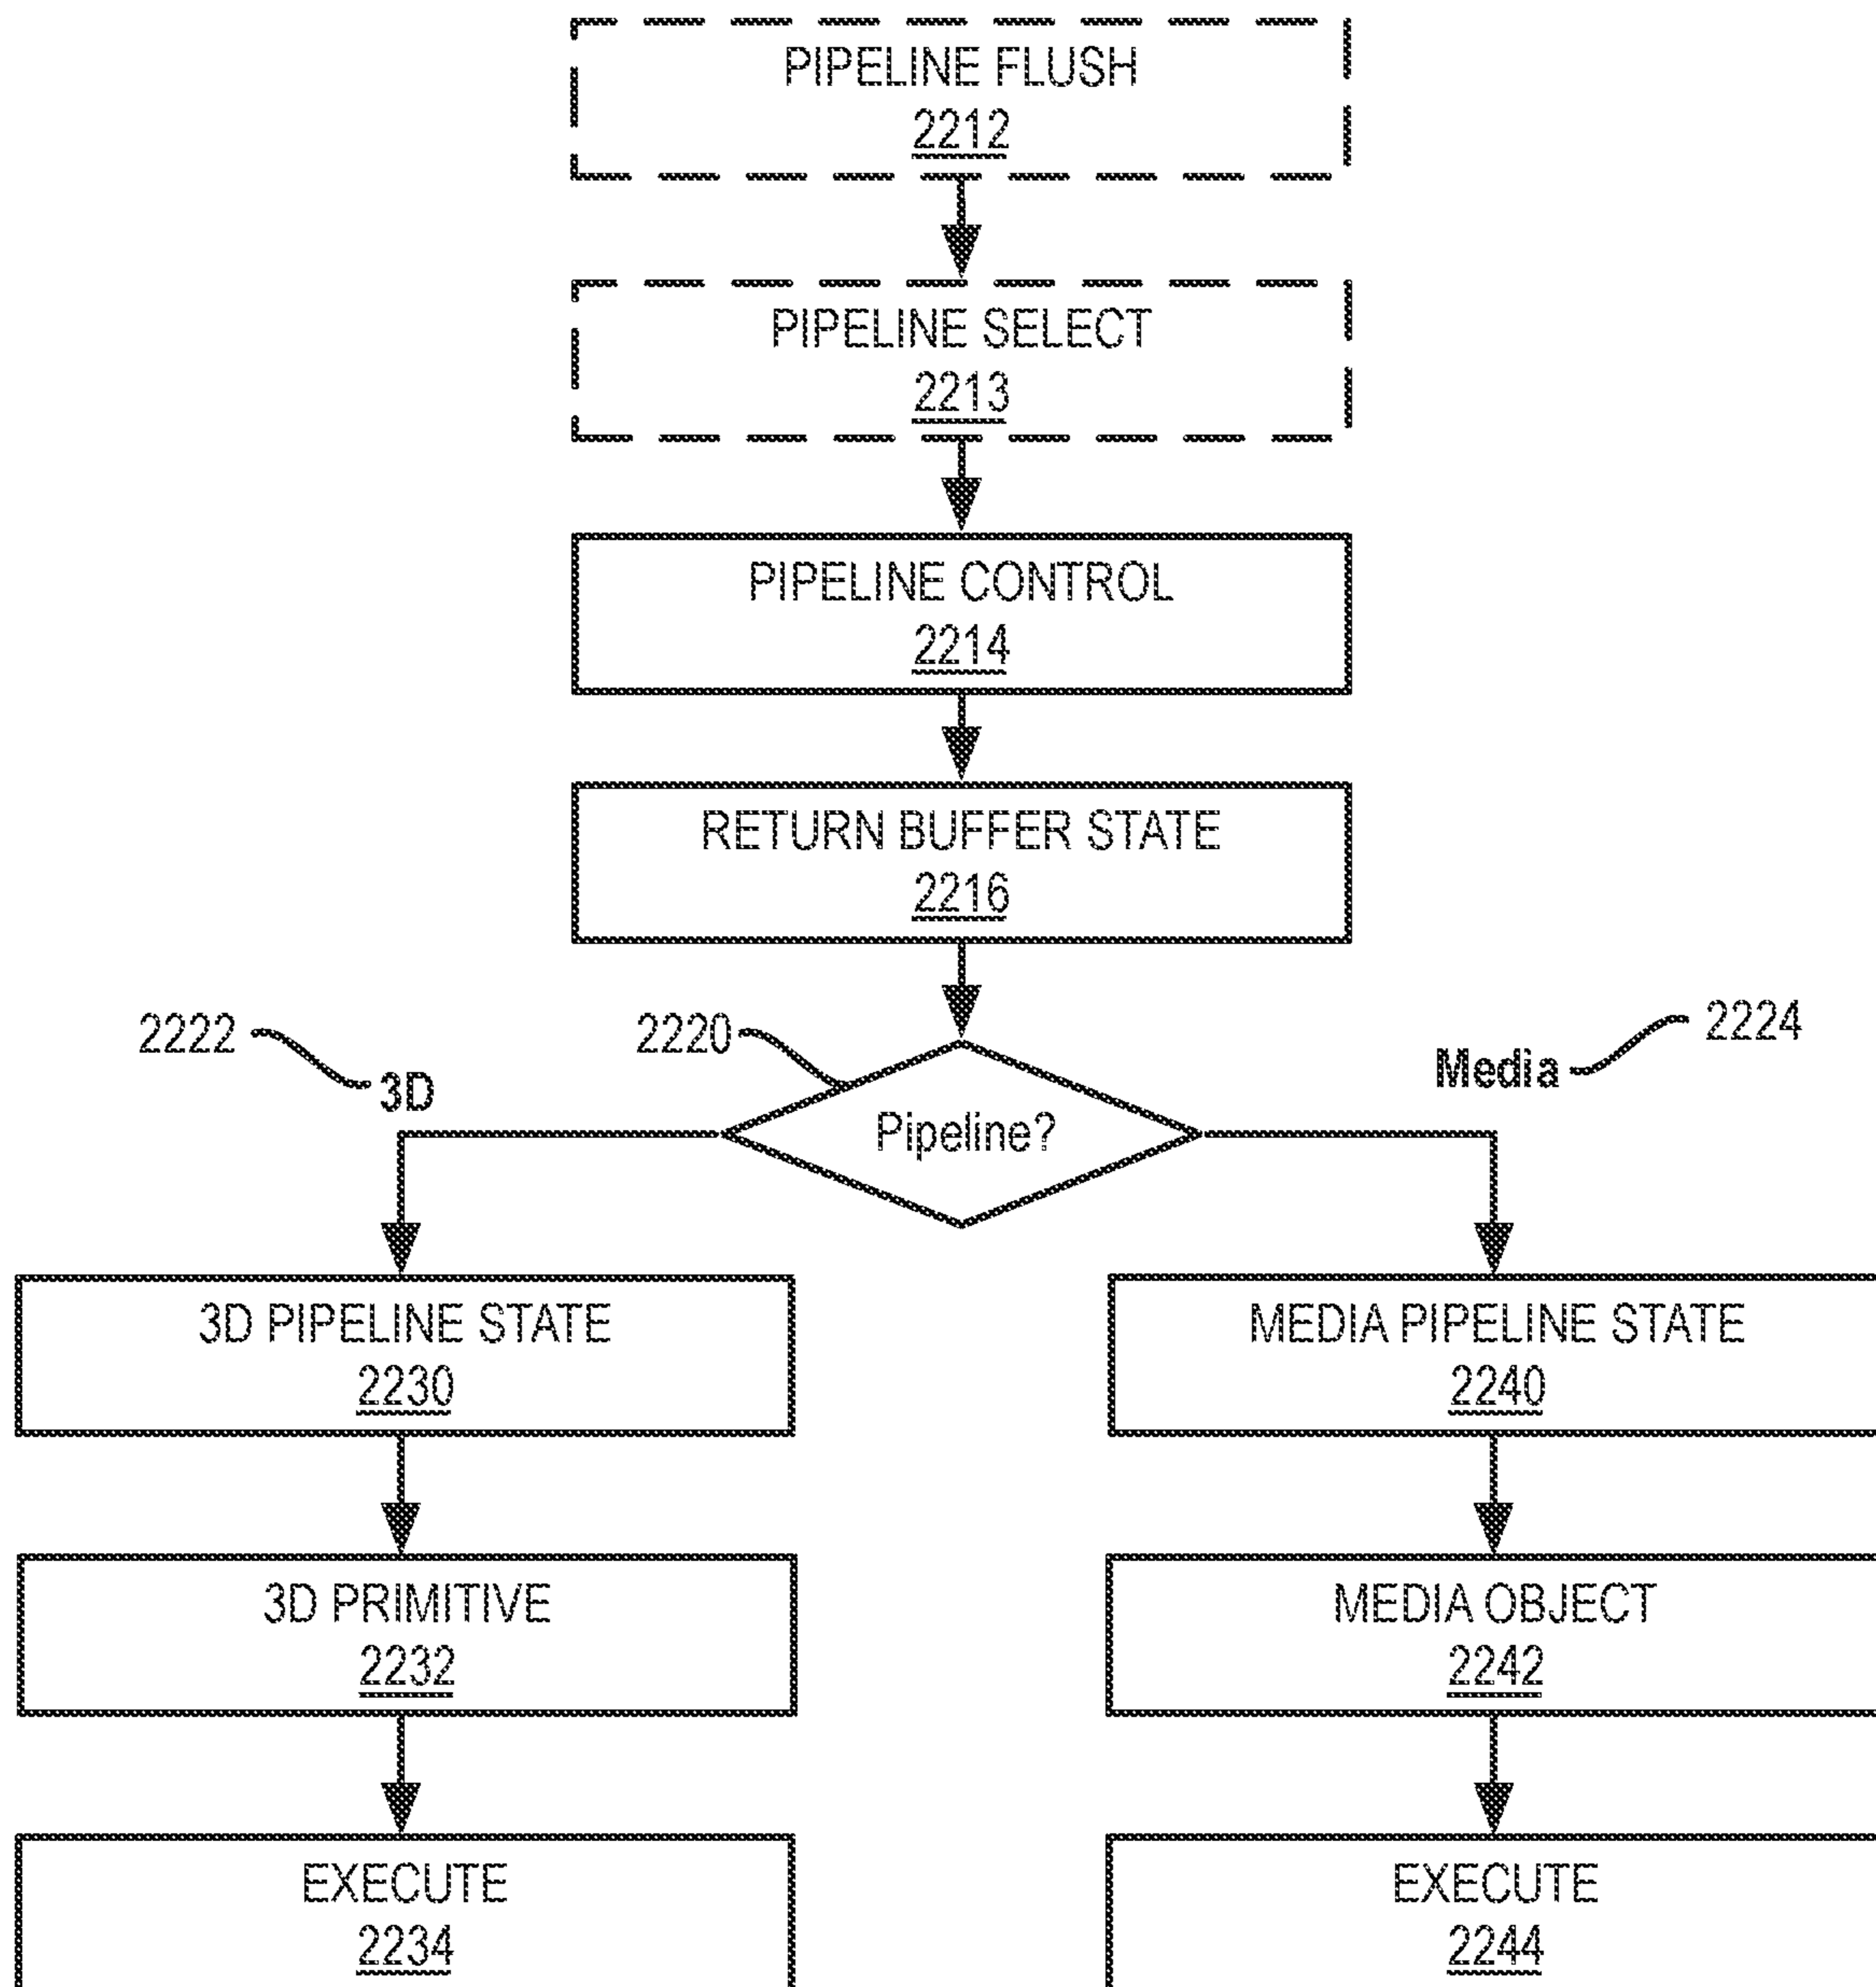 PIPELINE FLUSH
2212
PIPELINE SELECT
2213
PIPELINE CONTROL
2214
RETURN BUFFER STATE
2216
2222
3D
2220
Pipeline?
Media
2224
3D PIPELINE STATE
2230
MEDIA PIPELINE STATE
2240
3D PRIMITIVE
2232
MEDIA OBJECT
2242
EXECUTE
2234
EXECUTE
2244